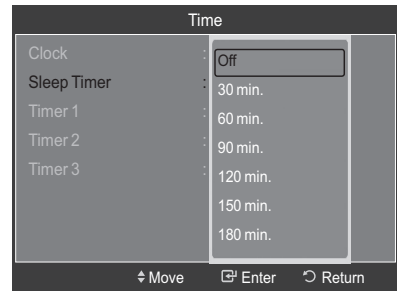 Time
Clock : Off
Sleep Timer : 30 min.
Timer 1 : 60 min.
Timer 2 : 90 min.
Timer 3 : 120 min.
150 min.
180 min.
Move Enter Return